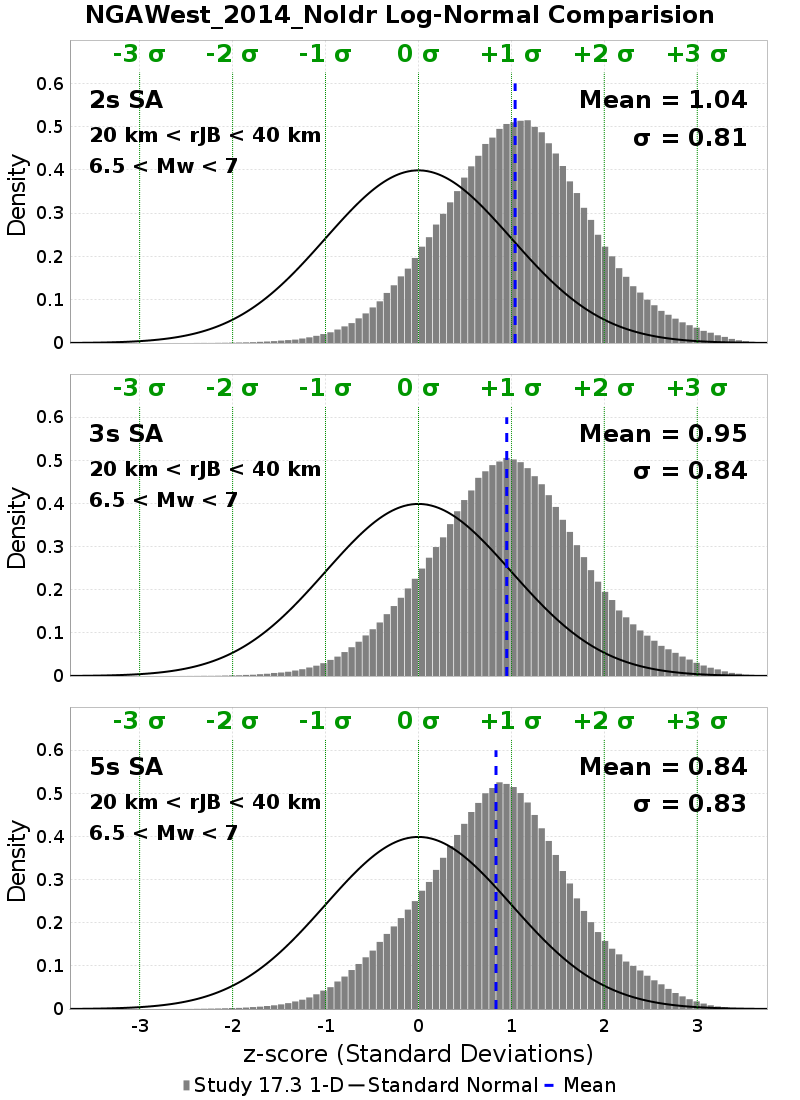 NGAWest_2014_NoIdr Log-Normal Comparision
-3 σ -2 σ -1 σ 0 σ +1 σ +2 σ +3 σ
2s SA
Mean = 1.04
20 km < rJB < 40 km
σ = 0.81
6.5 < Mw < 7
Density
0.6
0.5
0.4
0.3
0.2
0.1
0
-3 σ -2 σ -1 σ 0 σ +1 σ +2 σ +3 σ
3s SA
Mean = 0.95
20 km < rJB < 40 km
σ = 0.84
6.5 < Mw < 7
Density
0.6
0.5
0.4
0.3
0.2
0.1
0
-3 σ -2 σ -1 σ 0 σ +1 σ +2 σ +3 σ
5s SA
Mean = 0.84
20 km < rJB < 40 km
σ = 0.83
6.5 < Mw < 7
Density
0.6
0.5
0.4
0.3
0.2
0.1
0
-3 -2 -1 0 1 2 3
z-score (Standard Deviations)
Study 17.3 1-D Standard Normal Mean